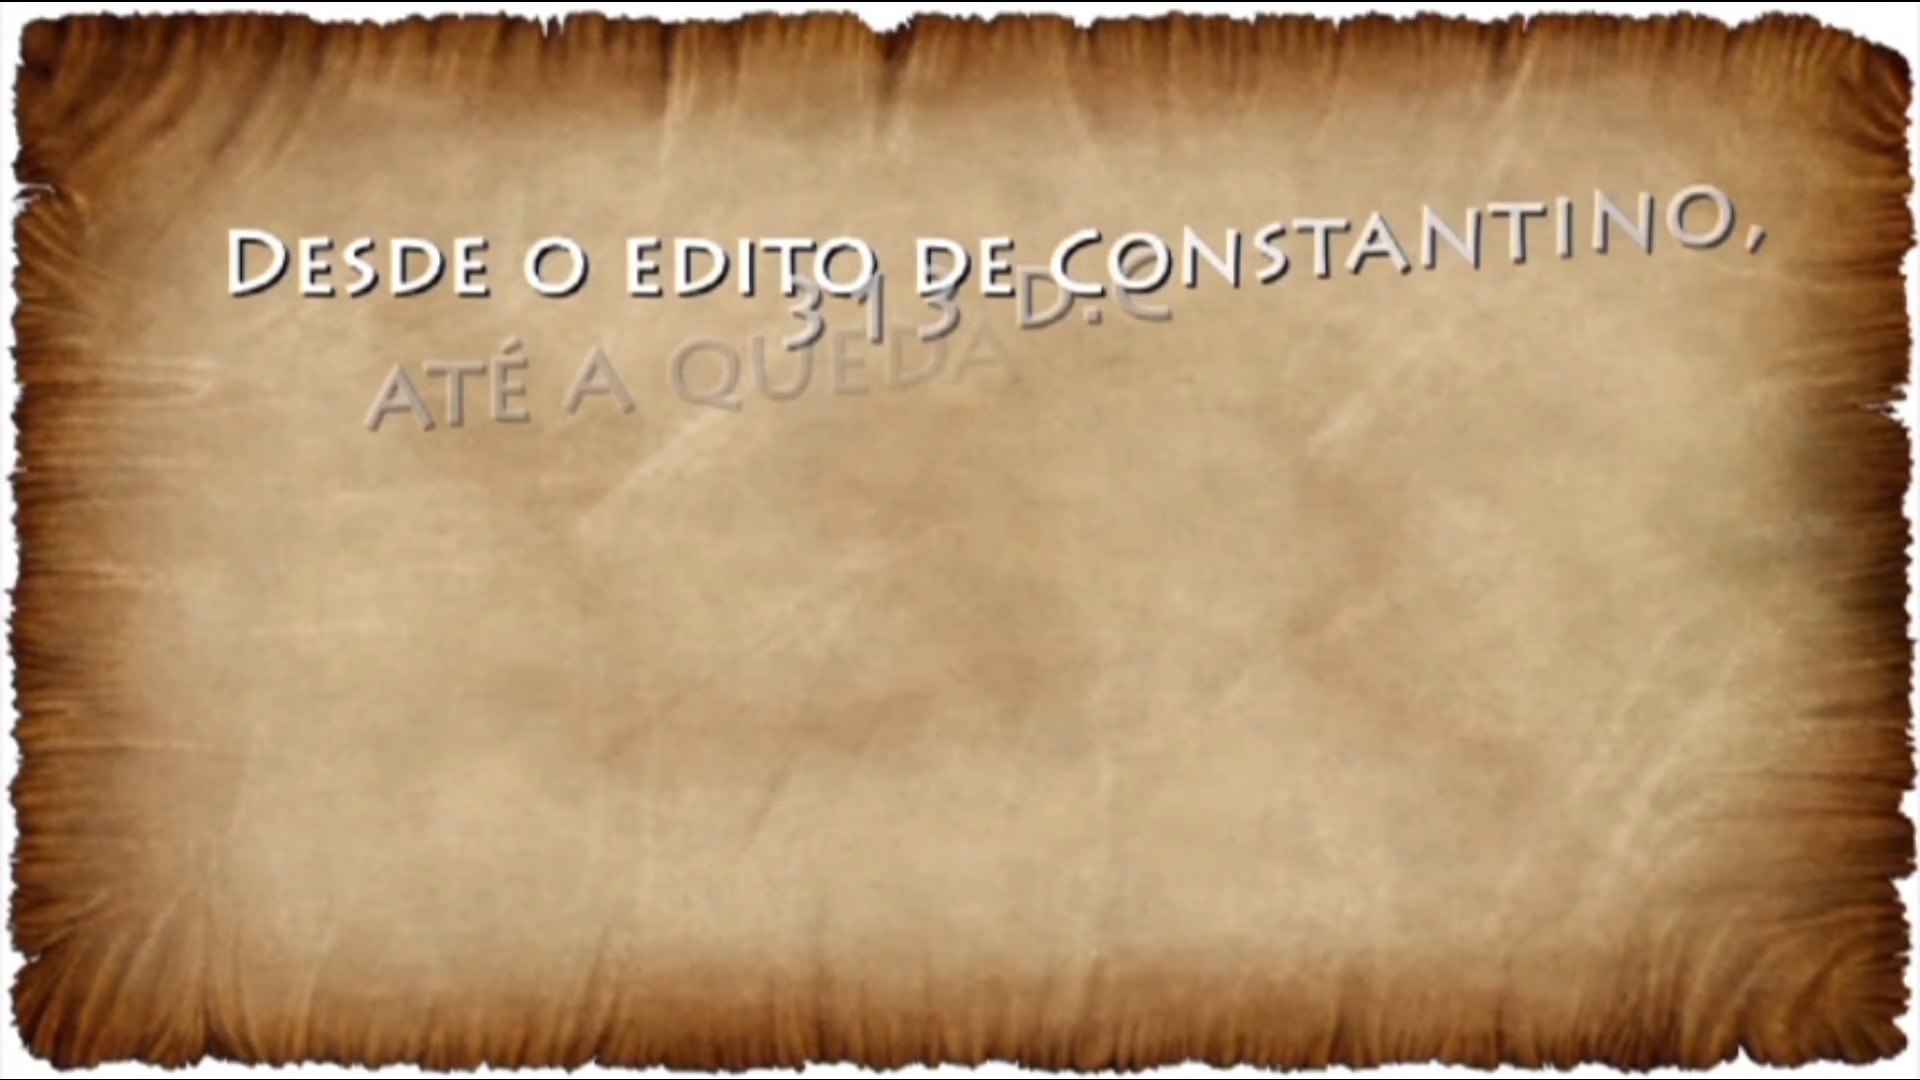 Desde o edito de Constantino,
313 d.C
até a queda